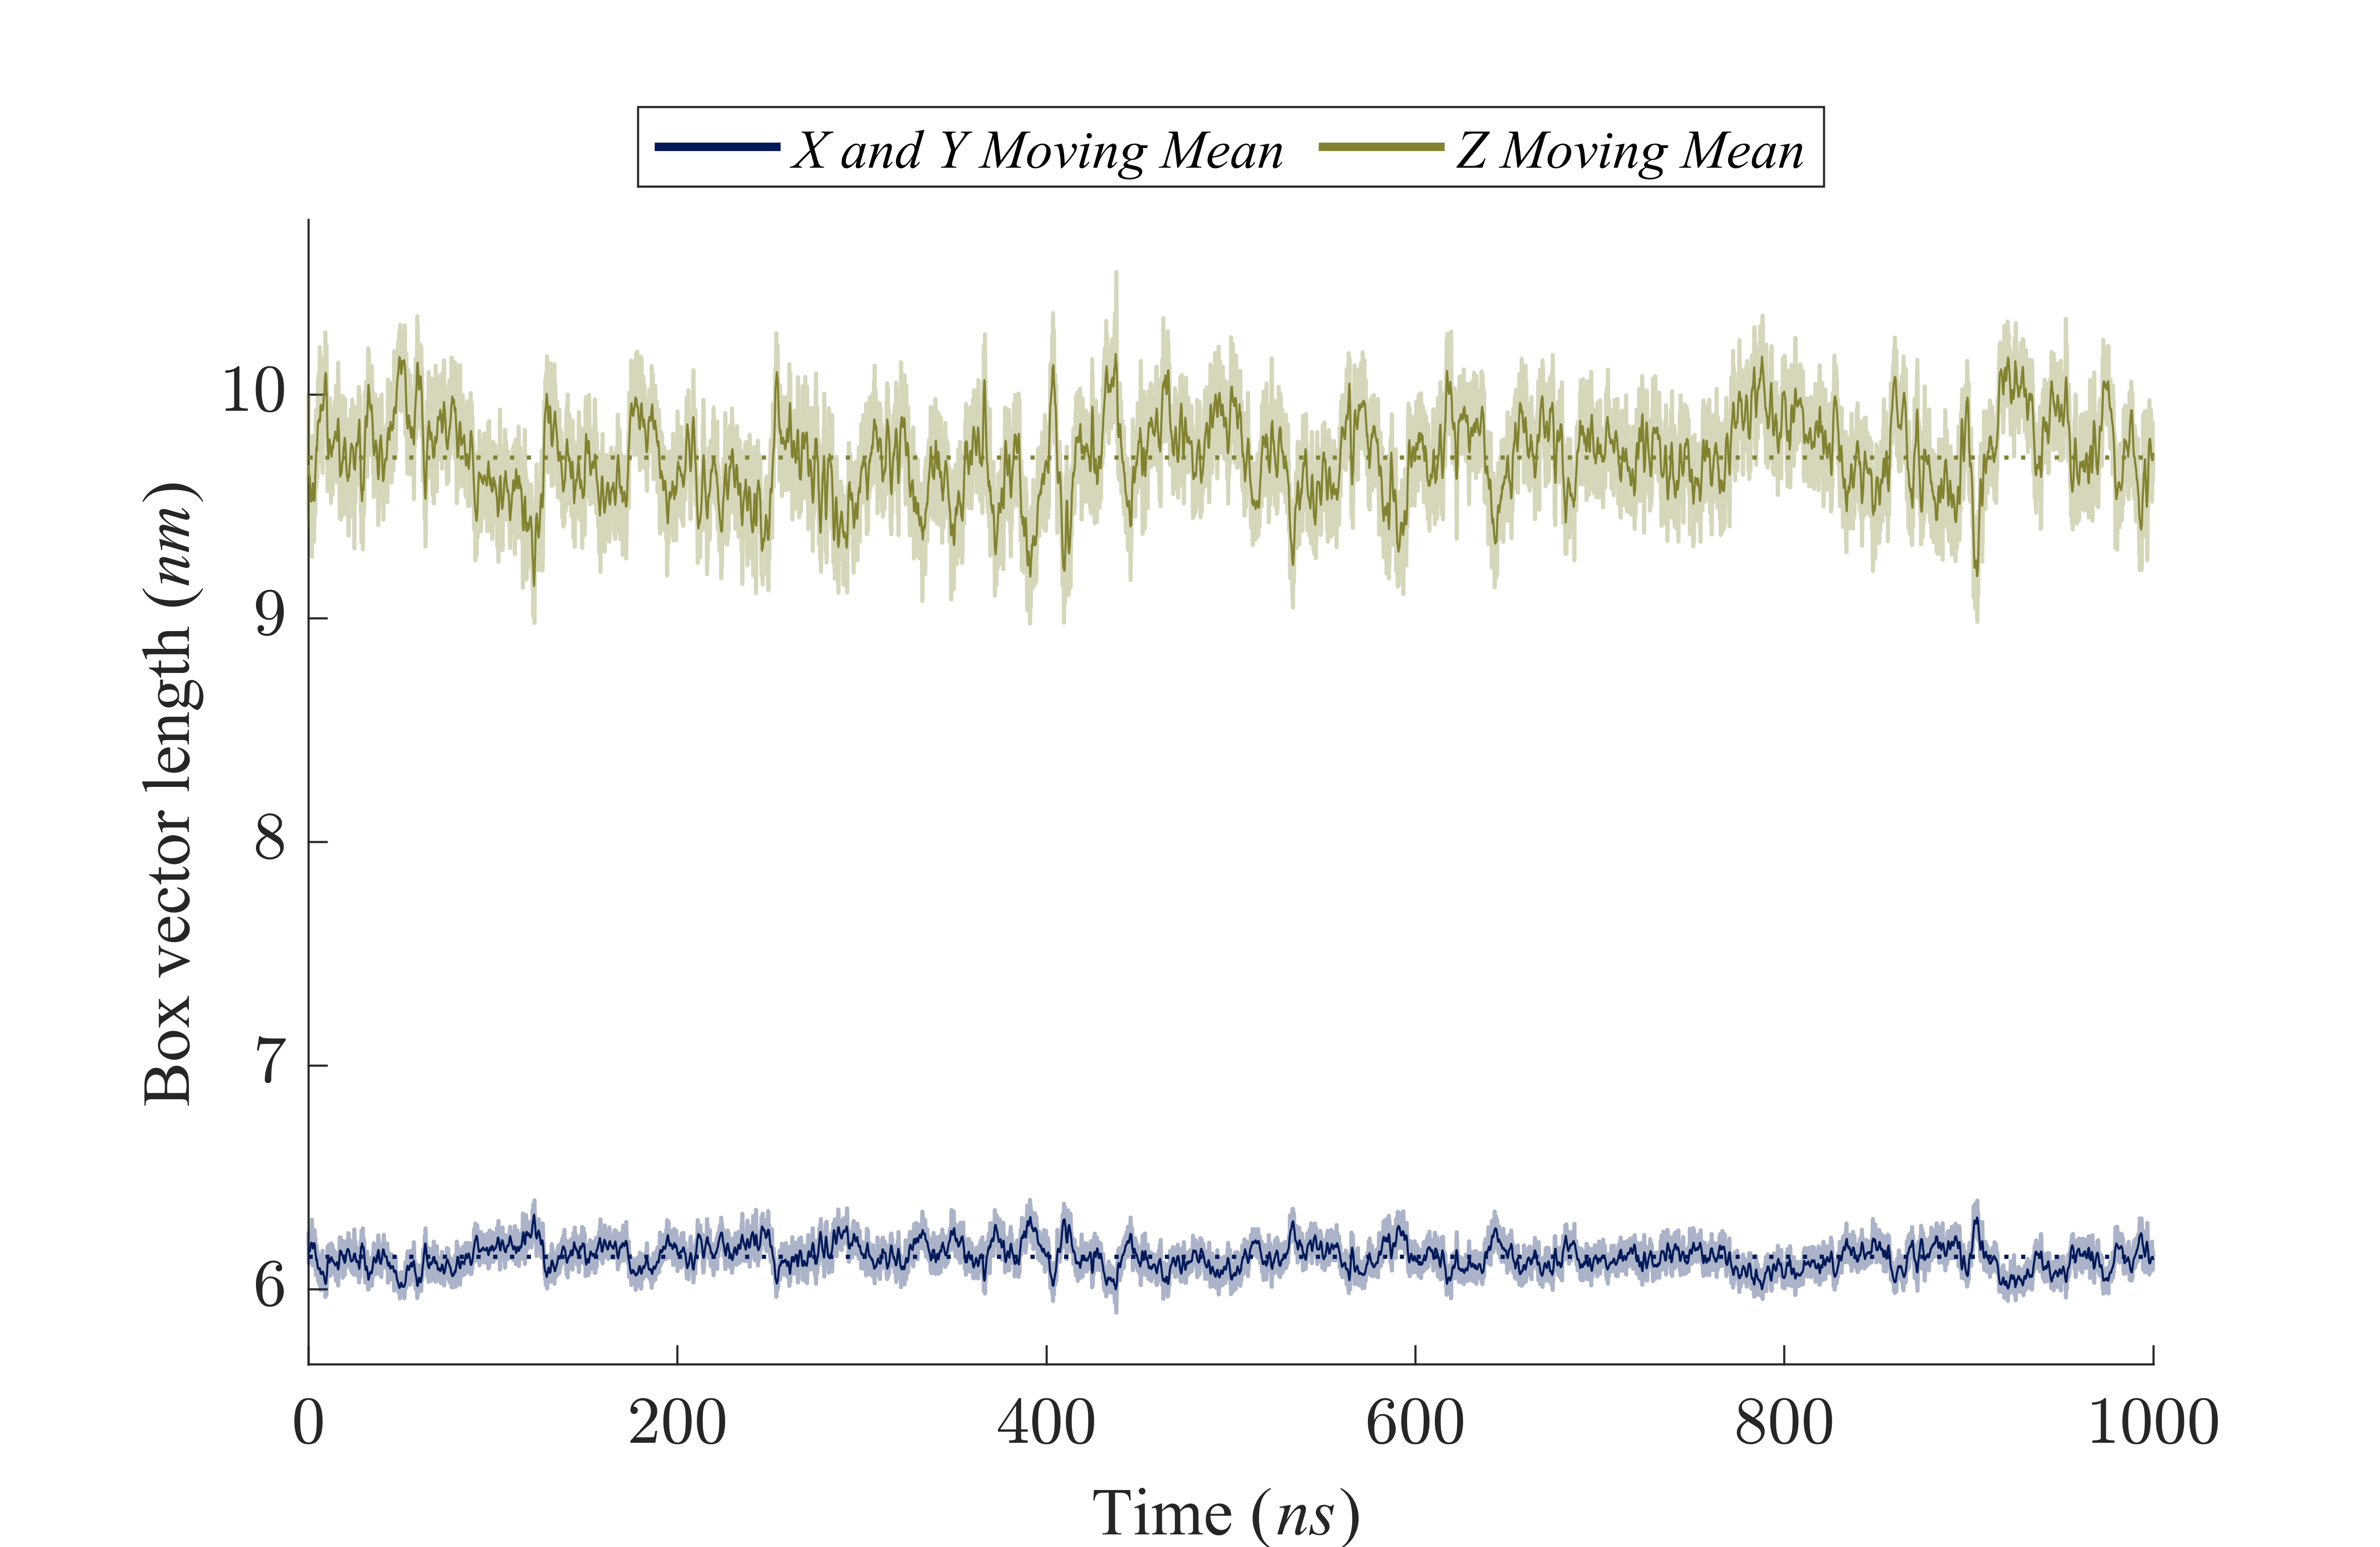 X and Y Moving Mean Z Moving Mean
Box vector length (nm)
10
9
8
7
6
0 200 400 600 800 1000
Time (ns)